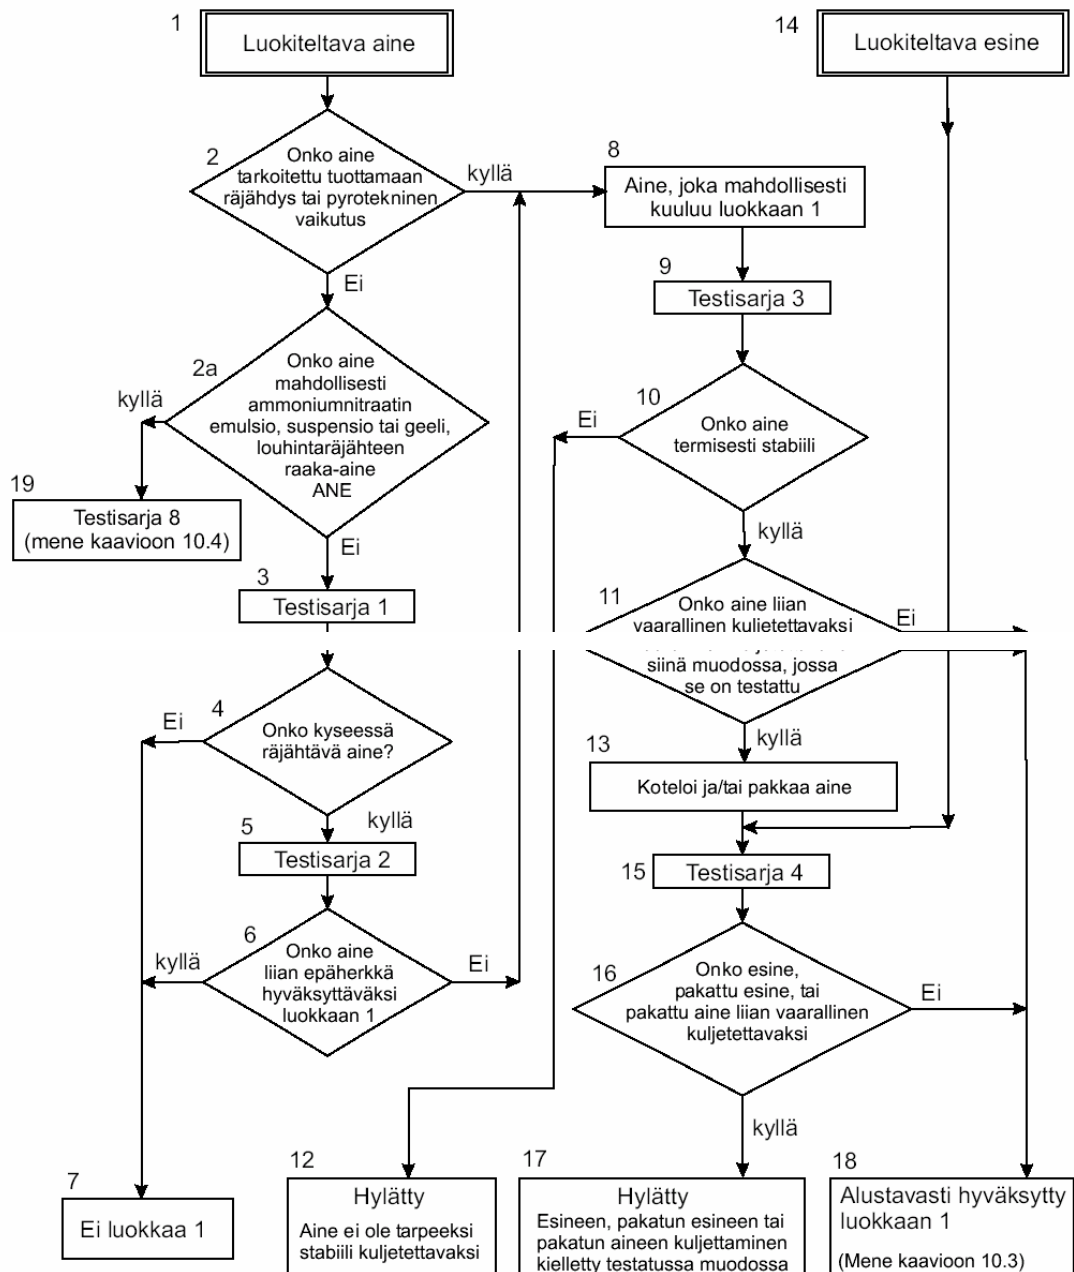 1
Luokiteltava aine
14
Luokiteltava esine
2
Onko aine
tarkoitettu tuottamaan
räjähdys tai pyrotekninen
vaikutus
kyllä
Ei
8
Aine, joka mahdollisesti
kuuluu luokkaan 1
9
Testisarja 3
2a
Onko aine
mahdollisesti
ammoniumnitraatin
emulsio, suspensio tai geeli,
louhintaräjähteen
raaka-aine
ANE
kyllä
Ei
19
Testisarja 8
(mene kaavioon 10.4)
10
Onko aine
termisesti stabiili
Ei
kyllä
3
Testisarja 1
11
Onko aine liian
vaarallinen kuljetettavaksi
siinä muodossa, jossa
se on testattu
Ei
kyllä
4
Onko kyseessä
räjähtävä aine?
Ei
kyllä
13
Koteloi ja/tai pakkaa aine
5
Testisarja 2
15
Testisarja 4
6
Onko aine
liian epäherkkä
hyväksyttäväksi
luokkaan 1
kyllä
Ei
16
Onko esine,
pakattu esine, tai
pakattu aine liian vaarallinen
kuljetettavaksi
Ei
kyllä
7
Ei luokkaa 1
12
Hylätty
Aine ei ole tarpeeksi
stabiili kuljetettavaksi
17
Hylätty
Esineen, pakatun esineen tai
pakatun aineen kuljettaminen
kielletty testatussa muodossa
18
Alustavasti hyväksytty
luokkaan 1
(Mene kaavioon 10.3)